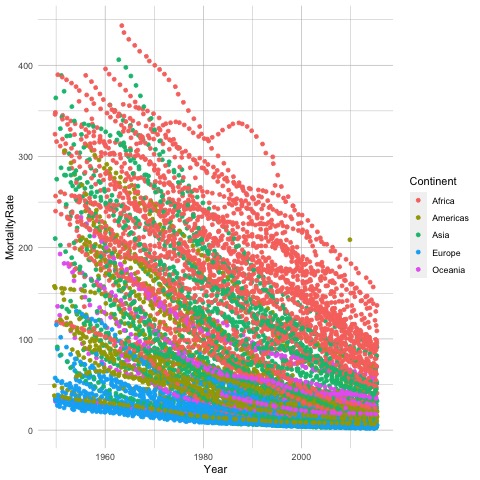 400
300
200
100
0
MortalityRate
1960
1980
2000
Year
Continent
Africa
Americas
Asia
Europe
Oceania